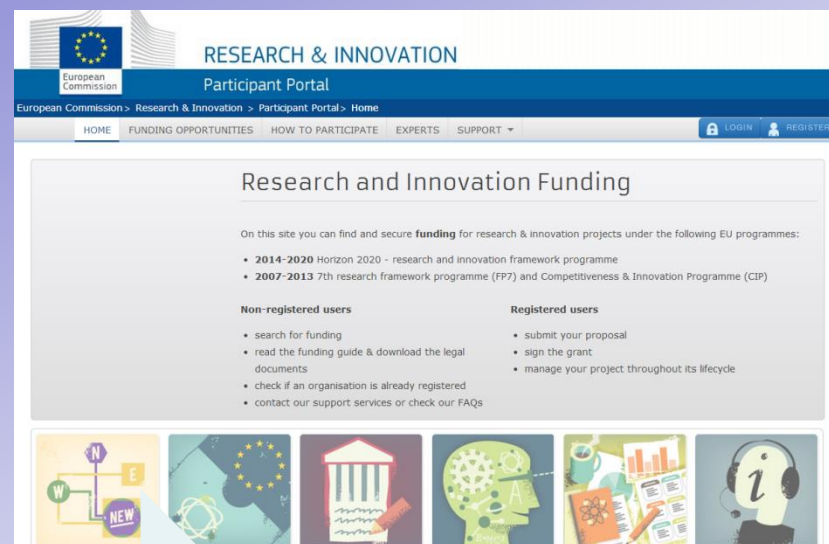 RESEARCH & INNOVATION
European
Commission
Participant Portal
European Commission > Research & Innovation > Participant Portal > Home
HOME FUNDING OPPORTUNITIES HOW TO PARTICIPATE EXPERTS SUPPORT LOGIN REGISTER
Research and Innovation Funding
On this site you can find and secure funding for research & innovation projects under the following EU programmes:
• 2014-2020 Horizon 2020 - research and innovation framework programme
• 2007-2013 7th research framework programme (FP7) and Competitiveness & Innovation Programme (CIP)
Non-registered users
• search for funding
• read the funding guide & download the legal
documents
• check if an organisation is already registered
• contact our support services or check our FAQs
Registered users
• submit your proposal
• sign the grant
• manage your project throughout its lifecycle
N
E
W
NEW
A
i